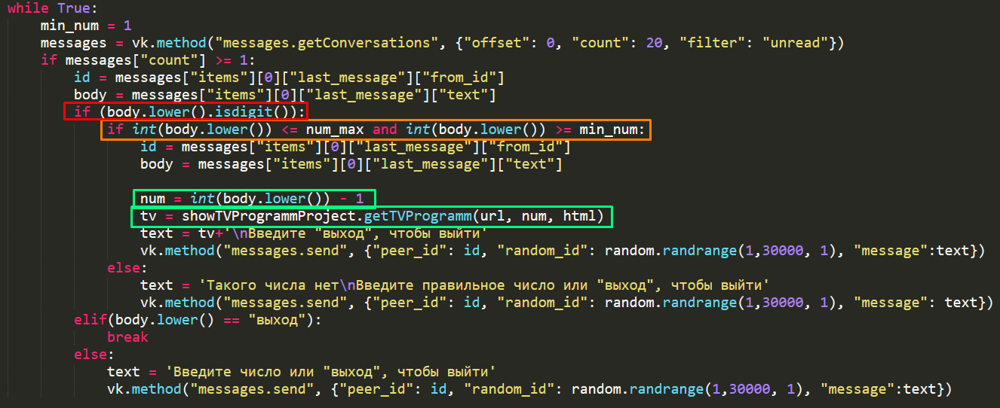 while True:
    min_num = 1
    messages = vk.method("messages.getConversations", {"offset": 0, "count": 20, "filter": "unread"})
    if messages["count"] >= 1:
        id = messages["items"][0]["last_message"]["from_id"]
        body = messages["items"][0]["last_message"]["text"]
        if (body.lower().isdigit()):
            if int(body.lower()) <= num_max and int(body.lower()) >= min_num:
                id = messages["items"][0]["last_message"]["from_id"]
                body = messages["items"][0]["last_message"]["text"]

                num = int(body.lower()) - 1
                tv = showTVProgrammProject.getTVProgramm(url, num, html)
                text = tv+'\nВведите "выход", чтобы выйти'
                vk.method("messages.send", {"peer_id": id, "random_id": random.randrange(1,30000, 1), "message":text})
            else:
                text = 'Такого числа нет\nВведите правильное число или "выход", чтобы выйти'
                vk.method("messages.send", {"peer_id": id, "random_id": random.randrange(1,30000, 1), "message": text})
        elif(body.lower() == "выход"):
            break
        else:
            text = 'Введите число или "выход", чтобы выйти'
            vk.method("messages.send", {"peer_id": id, "random_id": random.randrange(1,30000, 1), "message":text})